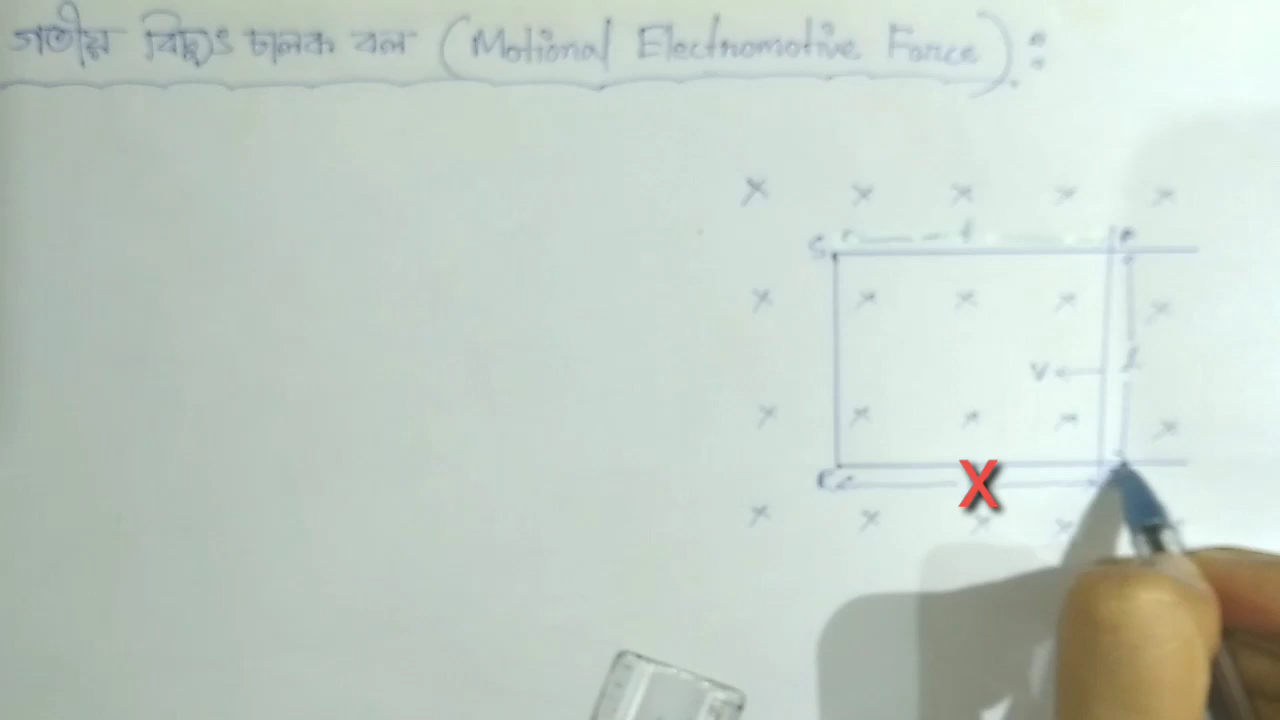 গতীয় বিদ্যুৎ চালক বল (Motional Electromotive Force):
x x x x x
S
x x x x x
V l
x x x x x
X
x x x x